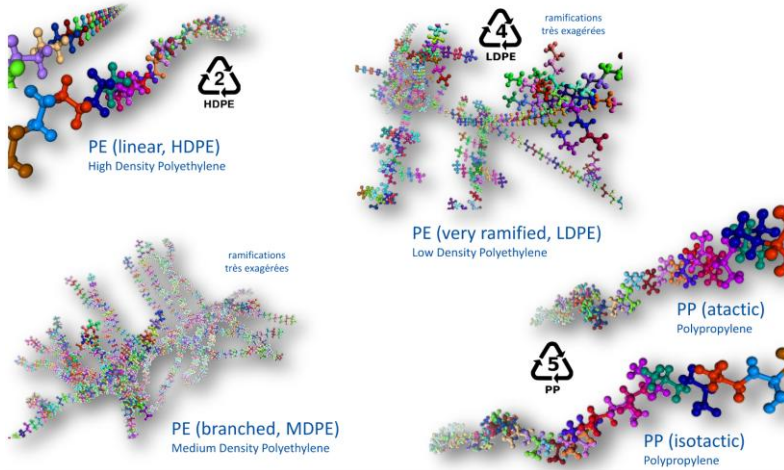 2
HDPE
PE (linear, HDPE)
High Density Polyethylene
4
LDPE
ramifications
très exagérées
PE (very ramified, LDPE)
Low Density Polyethylene
ramifications
très exagérées
PE (branched, MDPE)
Medium Density Polyethylene
PP (atactic)
Polypropylene
5
PP
PP (isotactic)
Polypropylene